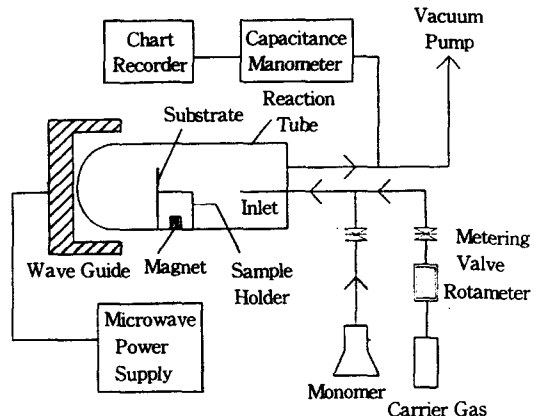 Vacuum
Pump
Chart
Recorder
Capacitance
Manometer
Reaction
Tube
Substrate
Inlet
Wave Guide
Magnet
Sample
Holder
Metering
Valve
Rotameter
Microwave
Power
Supply
Monomer
Carrier Gas